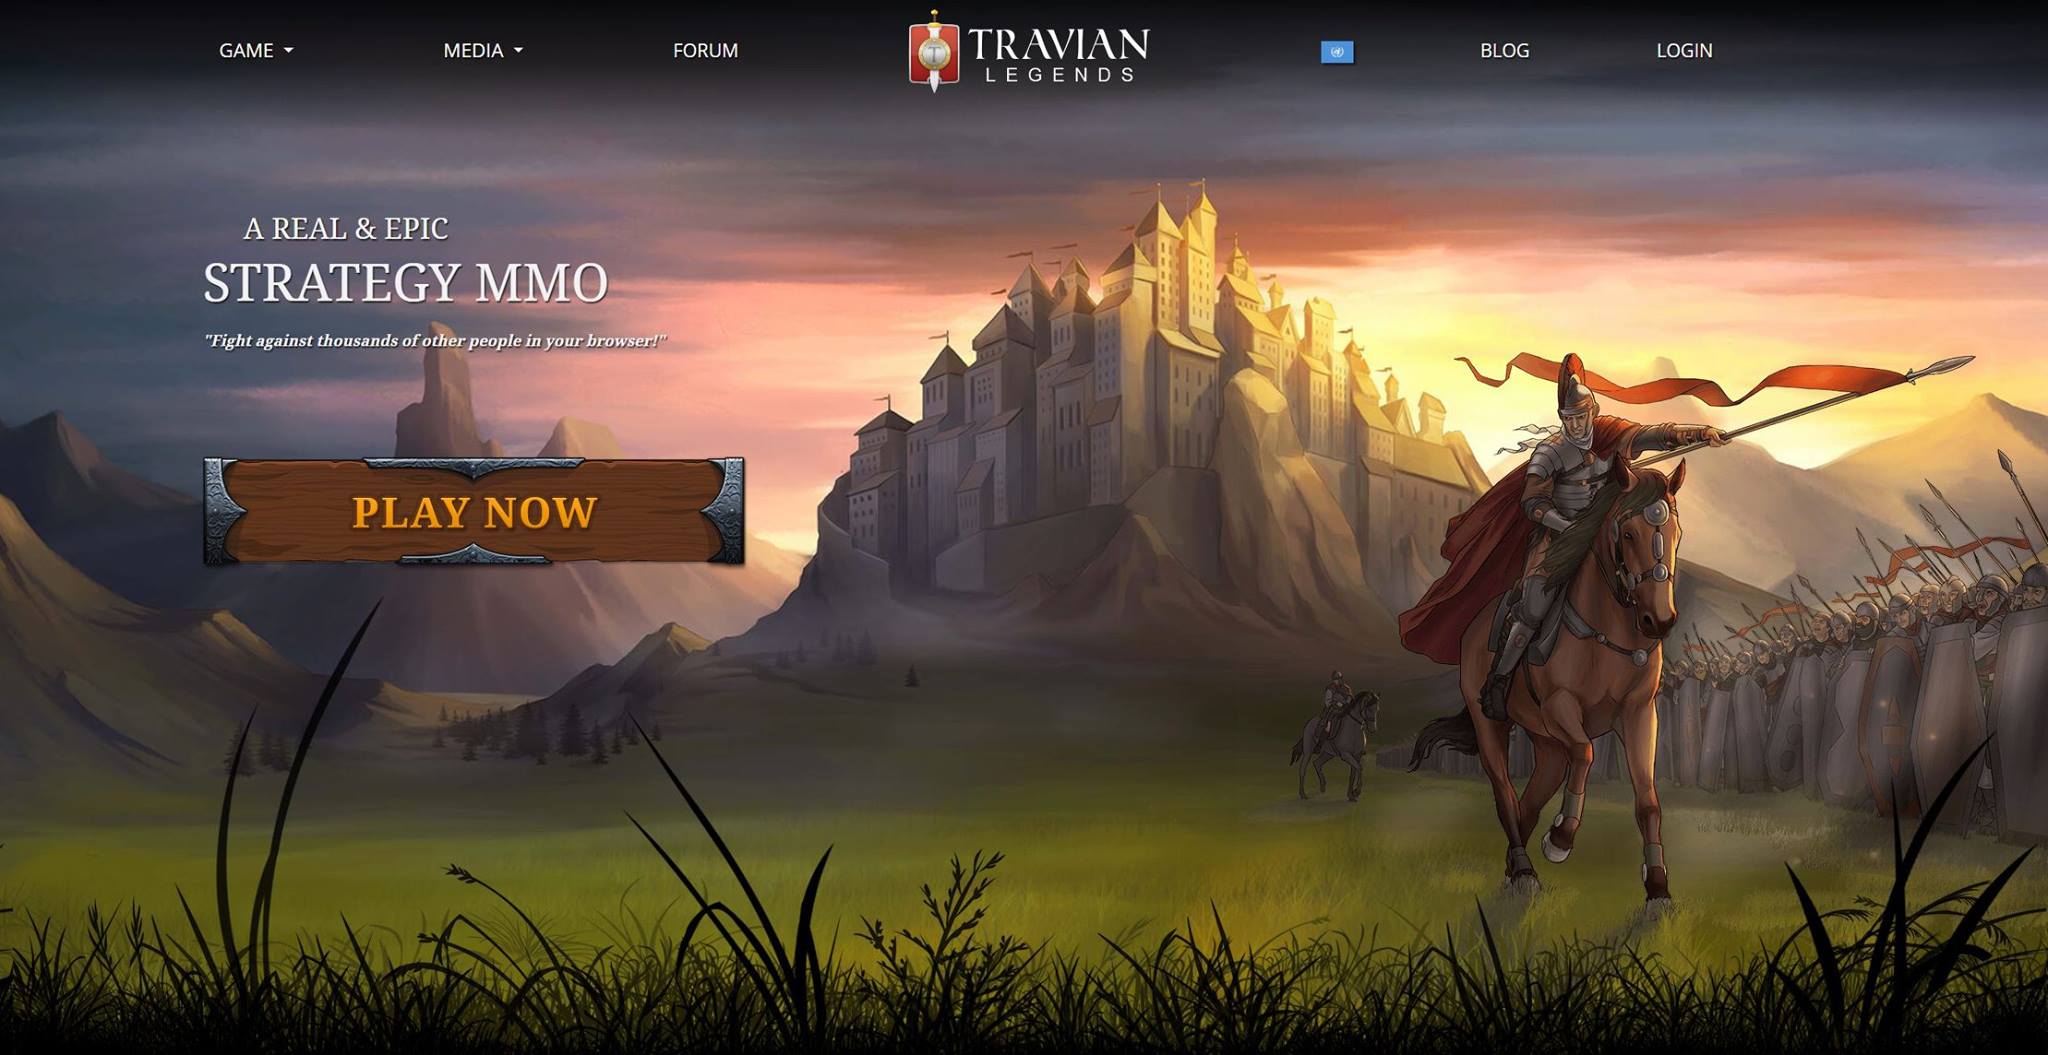 GAME
MEDIA
FORUM
TRAVIAN
LEGENDS
BLOG
LOGIN
A REAL & EPIC
STRATEGY MMO
"Fight against thousands of other people in your browser!"
PLAY NOW